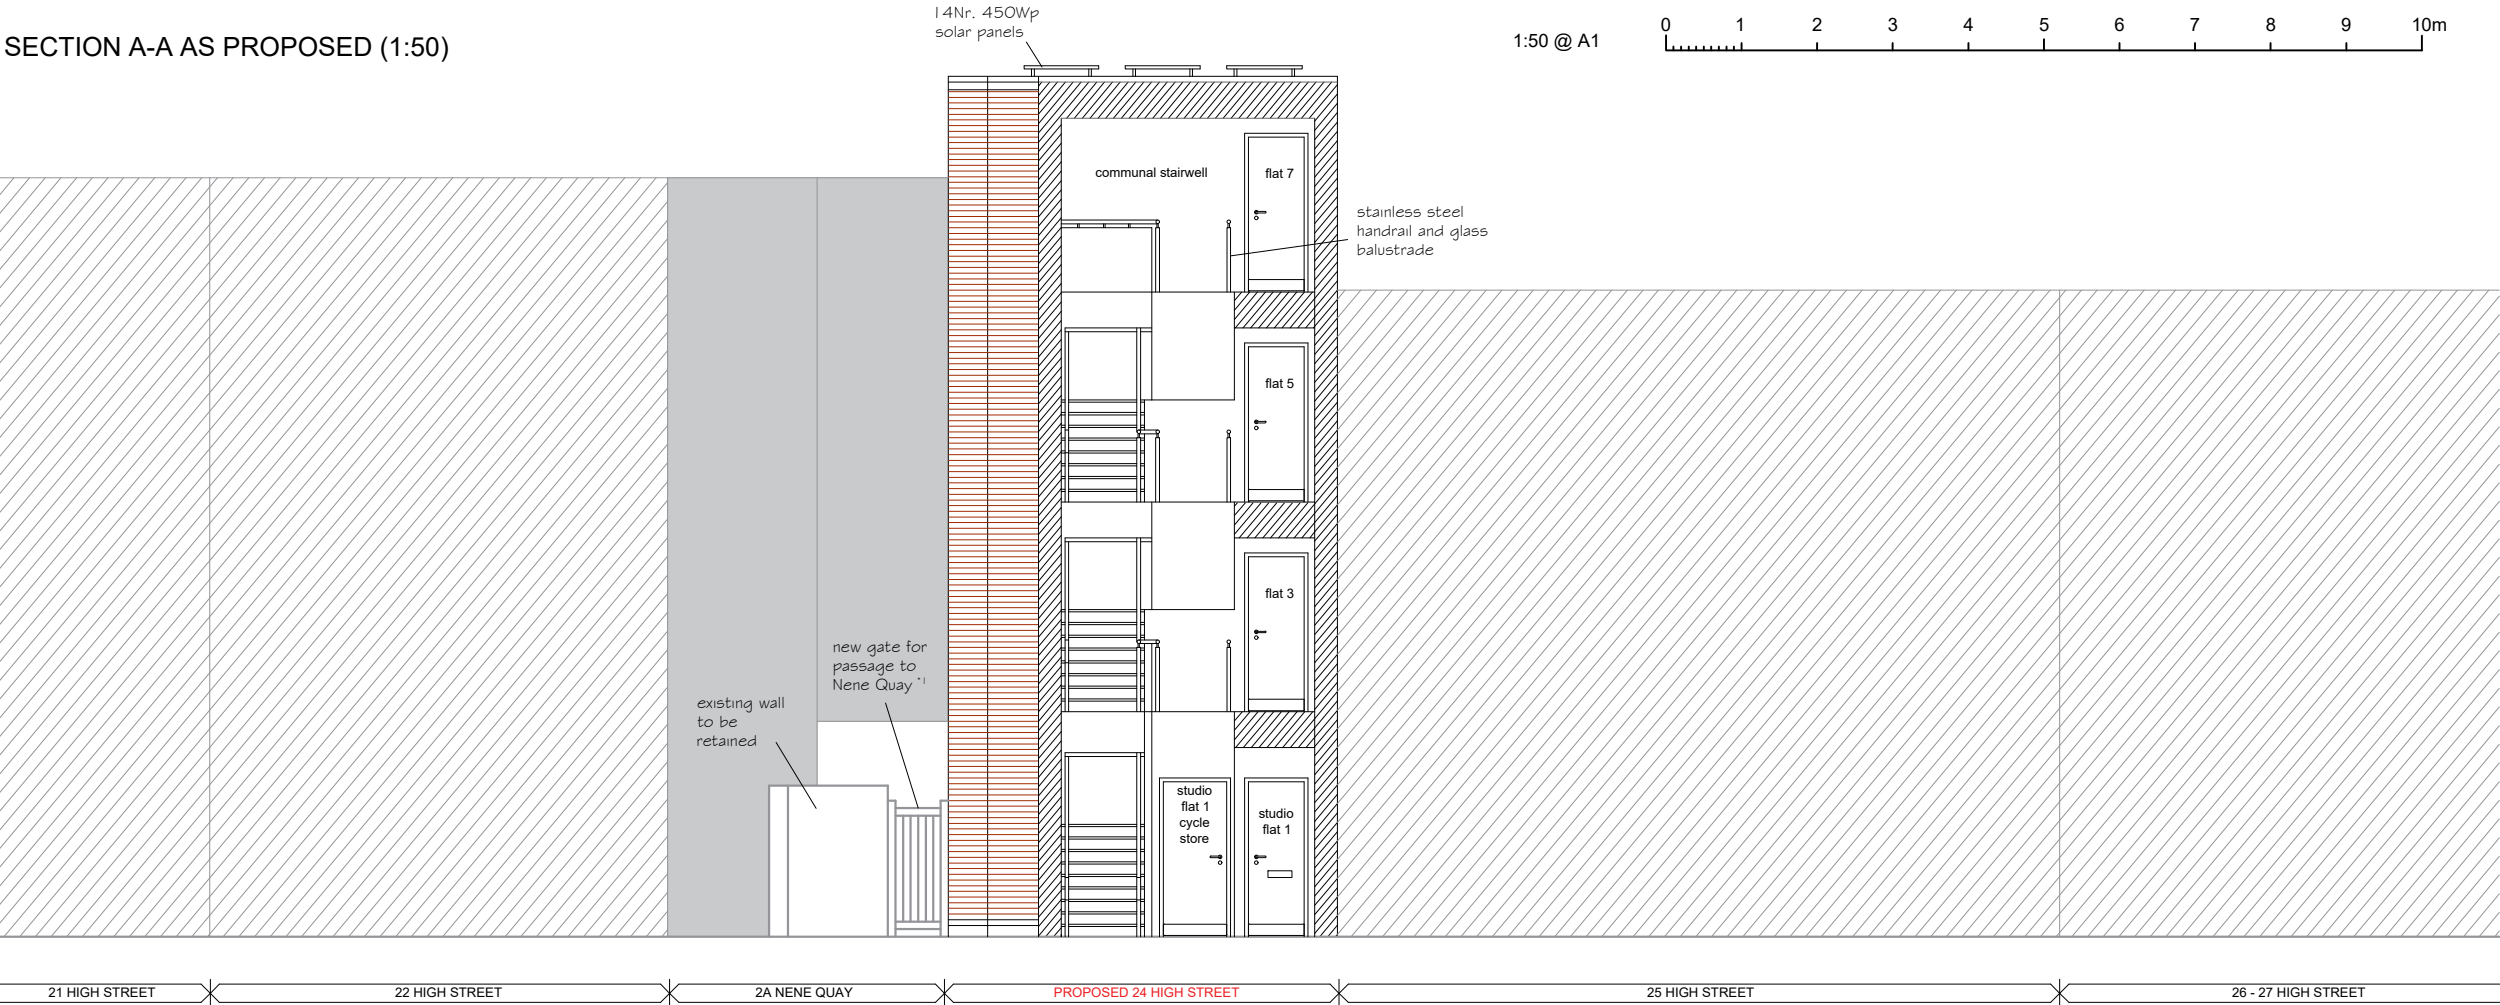 SECTION A-A AS PROPOSED (1:50)
14Nr. 450Wp
solar panels
1:50 @ A1
0 1 2 3 4 5 6 7 8 9 10m
communal stairwell
flat 7
stainless steel
handrail and glass
balustrade
flat 5
flat 3
new gate for
passage to
Nene Quay *1
existing wall
to be
retained
studio
flat 1
cycle
store
studio
flat 1
21 HIGH STREET
22 HIGH STREET
2A NENE QUAY
PROPOSED 24 HIGH STREET
25 HIGH STREET
26 - 27 HIGH STREET